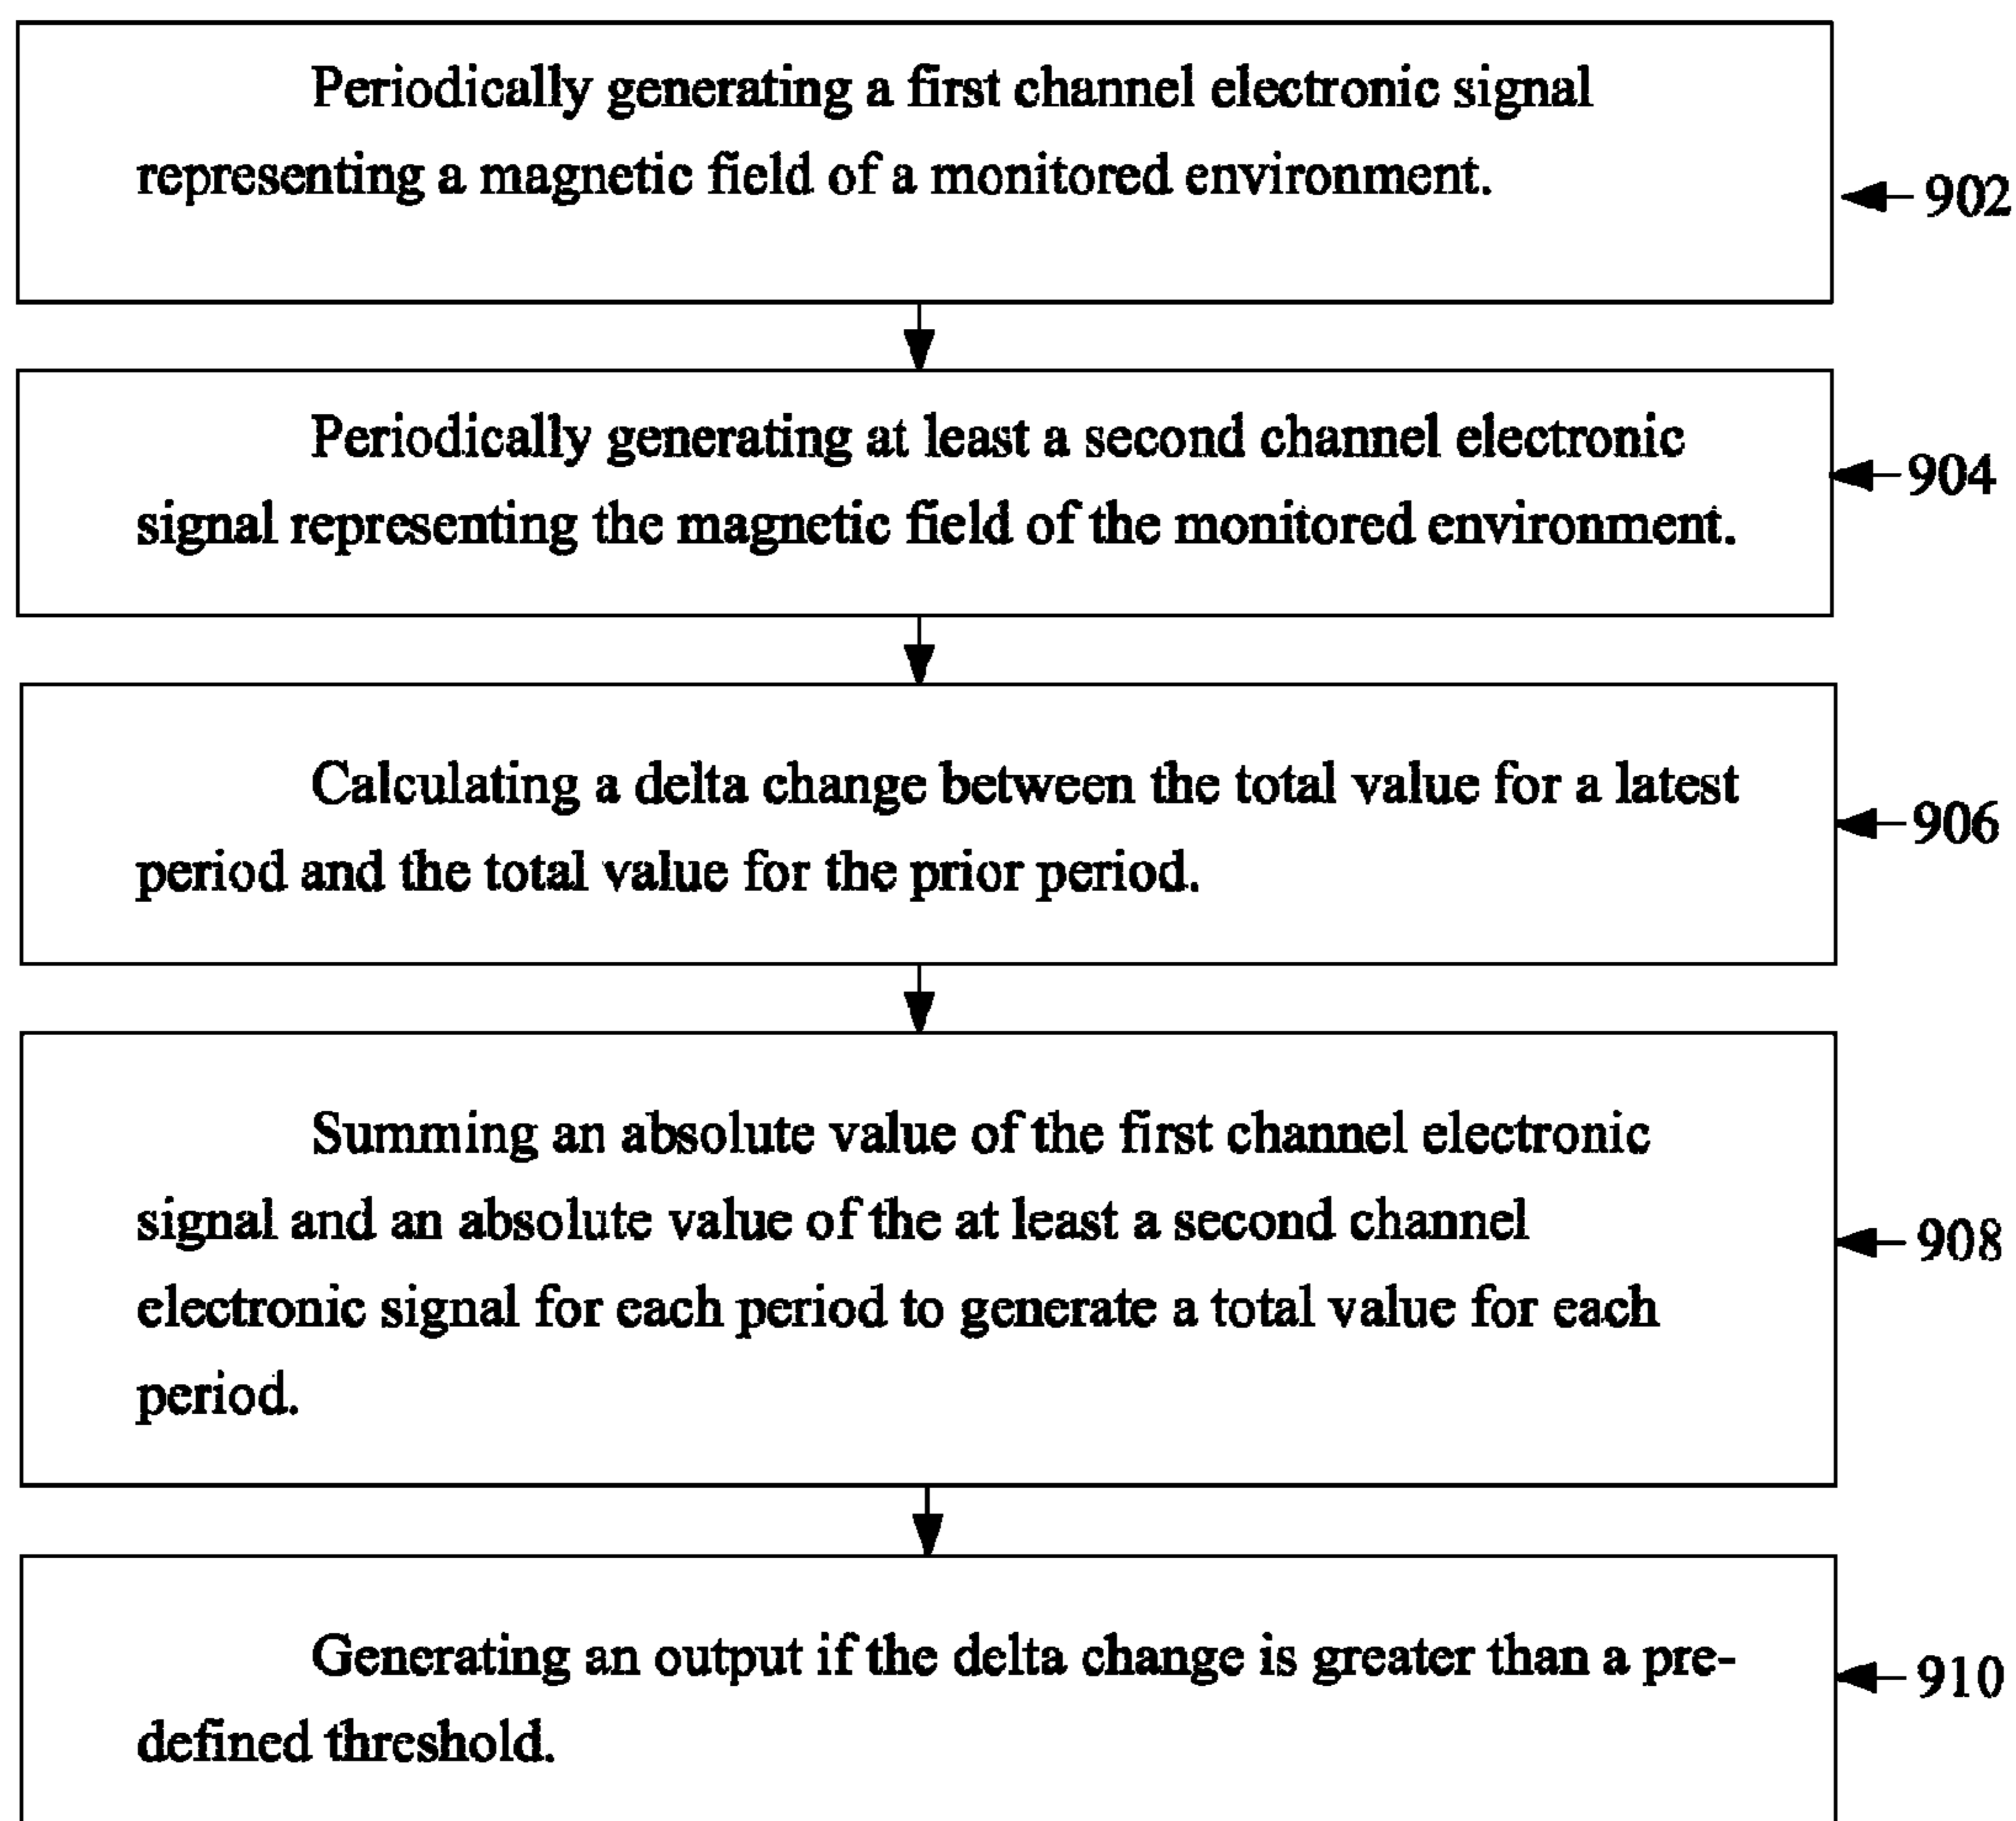 Periodically generating a first channel electronic signal
representing a magnetic field of a monitored environment.
902
Periodically generating at least a second channel electronic
signal representing the magnetic field of the monitored environment.
904
Calculating a delta change between the total value for a latest
period and the total value for the prior period.
906
Summing an absolute value of the first channel electronic
signal and an absolute value of the at least a second channel
electronic signal for each period to generate a total value for each
period.
908
Generating an output if the delta change is greater than a pre-
defined threshold.
910